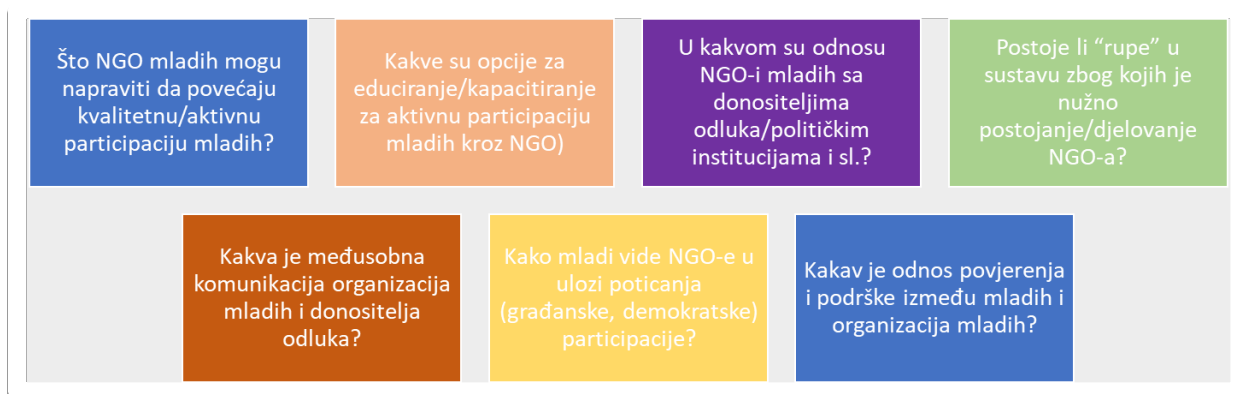 Što NGO mladih mogu
napraviti da povećaju
kvalitetnu/aktivnu
participaciju mladih?
Kakve su opcije za
educiranje/kapacitiranje
za aktivnu participaciju
mladih kroz NGO)
U kakvom su odnosu
NGO-i mladih sa
donositeljima
odluka/političkim
institucijama i sl.?
Postoje li “rupe” u
sustavu zbog kojih je
nužno
postojanje/djelovanje
NGO-a?
Kakva je međusobna
komunikacija organizacija
mladih i donositelja
odluka?
Kako mladi vide NGO-e u
ulozi poticanja
(građanske, demokratske)
participacije?
Kakav je odnos povjerenja
i podrške između mladih i
organizacija mladih?